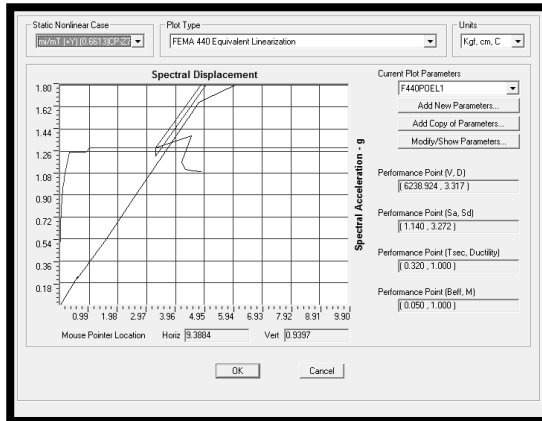 Static Nonlinear Case
mi/mT (+Y) (0.6613)CP-Z?
Plot Type
FEMA 440 Equivalent Linearization
Units
Kgf, cm, C
Spectral Displacement
1.80
1.62
1.44
1.26
1.08
0.90
0.72
0.54
0.36
0.18
0.99 1.98 2.97 3.96 4.95 5.94 6.93 7.92 8.91 9.90
Spectral Acceleration - g
Mouse Pointer Location Horiz 9.3884 Vert 0.9397
Current Plot Parameters
F440POEL1
Add New Parameters...
Add Copy of Parameters...
Modify/Show Parameters...
Performance Point (V, D)
( 6238.924 , 3.317 )
Performance Point (Sa, Sd)
( 1.140 , 3.272 )
Performance Point (Tsec, Ductility)
( 0.320 , 1.000 )
Performance Point (Beff, M)
( 0.050 , 1.000 )
OK Cancel